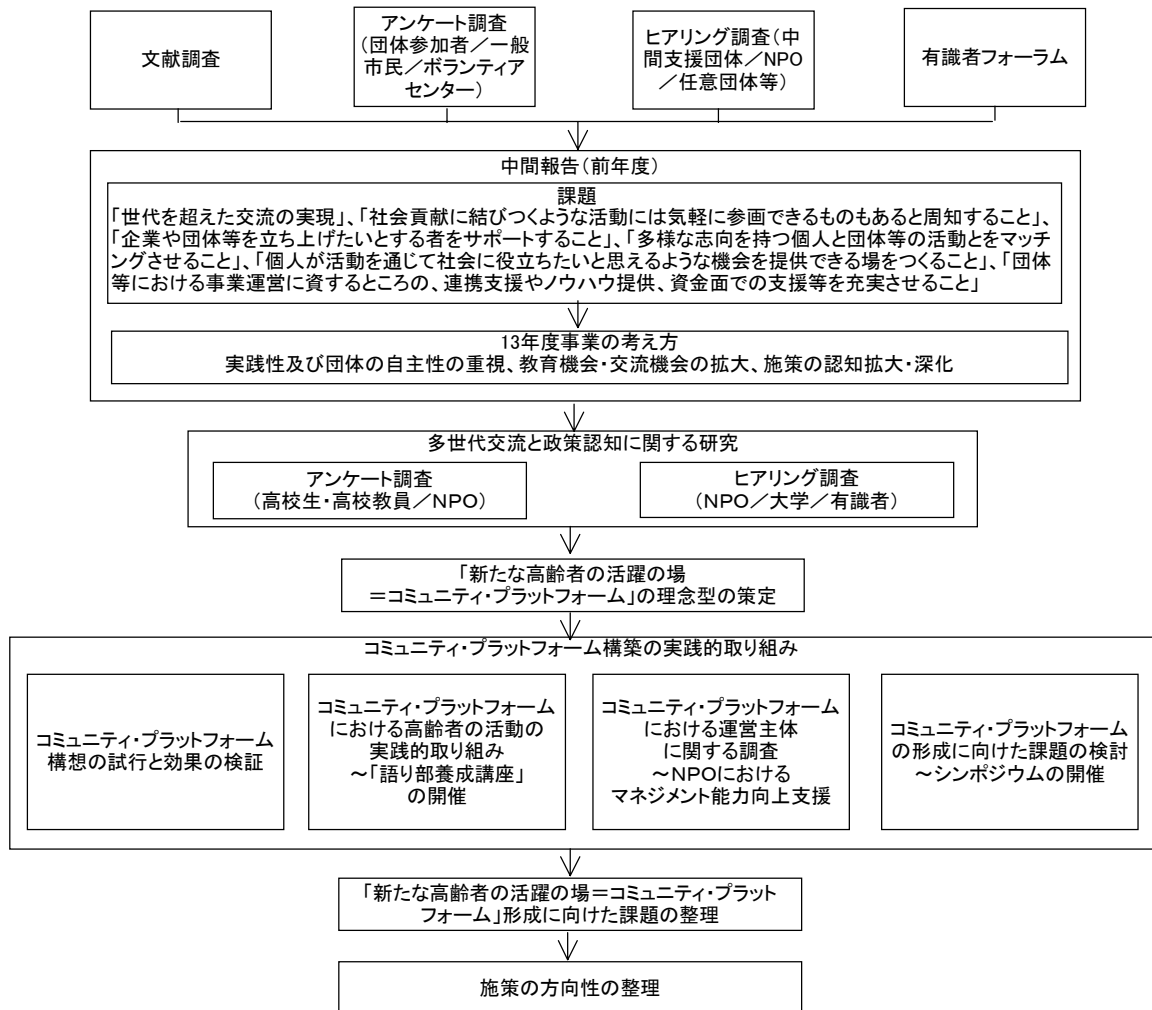 文献調査
アンケート調査
(団体参加者／一般
市民／ボランティア
センター)
ヒアリング調査(中
間支援団体／NPO
／任意団体等)
有識者フォーラム
中間報告(前年度)
課題
「世代を超えた交流の実現」、「社会貢献に結びつくような活動には気軽に参画できるものもあると周知すること」、
「企業や団体等を立ち上げたいとする者をサポートすること」、「多様な志向を持つ個人と団体等の活動とをマッチ
ングさせること」、「個人が活動を通じて社会に役立ちたいと思えるような機会を提供できる場をつくること」、「団体
等における事業運営に資するところの、連携支援やノウハウ提供、資金面での支援等を充実させること」
13年度事業の考え方
実践性及び団体の自主性の重視、教育機会・交流機会の拡大、施策の認知拡大・深化
多世代交流と政策認知に関する研究
アンケート調査
(高校生・高校教員／NPO)
ヒアリング調査
(NPO／大学／有識者)
「新たな高齢者の活躍の場
＝コミュニティ・プラットフォーム」の理念型の策定
コミュニティ・プラットフォーム構築の実践的取り組み
コミュニティ・プラットフォーム
構想の試行と効果の検証
コミュニティ・プラットフォーム
における高齢者の活動の
実践的取り組み
～「語り部養成講座」
の開催
コミュニティ・プラットフォーム
における運営主体
に関する調査
～NPOにおける
マネジメント能力向上支援
コミュニティ・プラットフォーム
の形成に向けた課題の検討
～シンポジウムの開催
「新たな高齢者の活躍の場＝コミュニティ・プラット
フォーム」形成に向けた課題の整理
施策の方向性の整理